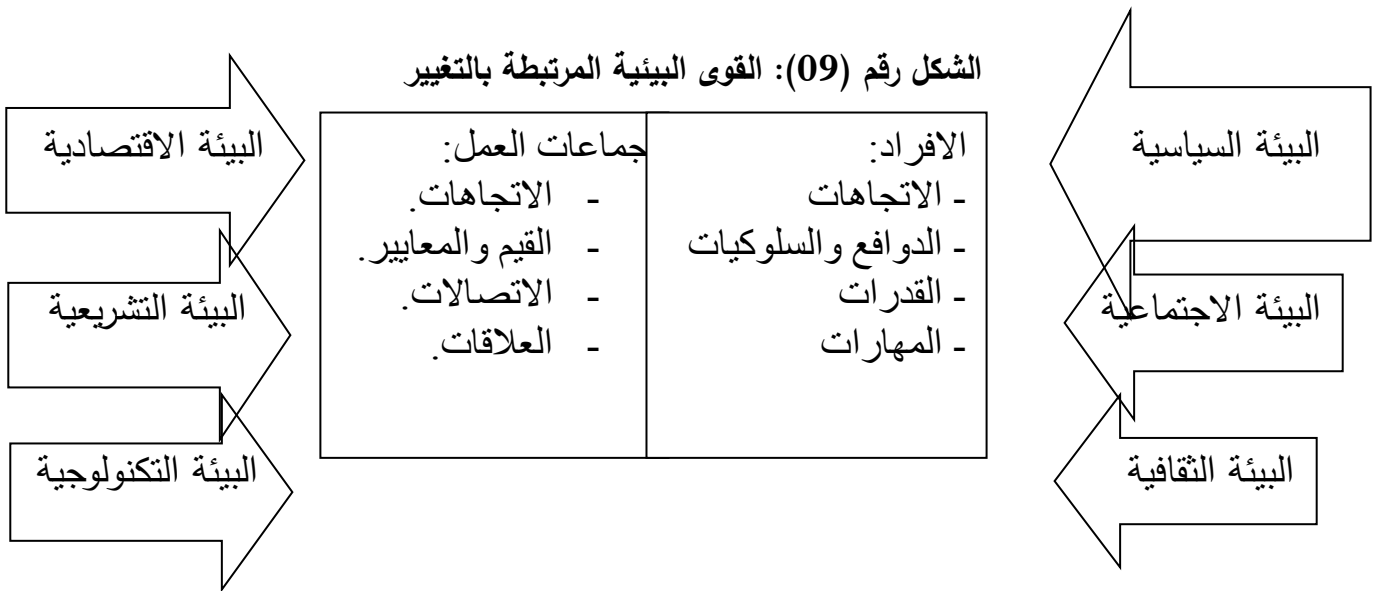 الشكل رقم (09): القوى البيئية المرتبطة بالتغيير
البيئة السياسية
البيئة الاجتماعية
البيئة الثقافية
الافراد:
- الاتجاهات
- الدوافع والسلوكيات
- القدرات
- المهارات
جماعات العمل:
- الاتجاهات.
- القيم والمعايير.
- الاتصالات.
- العلاقات.
البيئة الاقتصادية
البيئة التشريعية
البيئة التكنولوجية